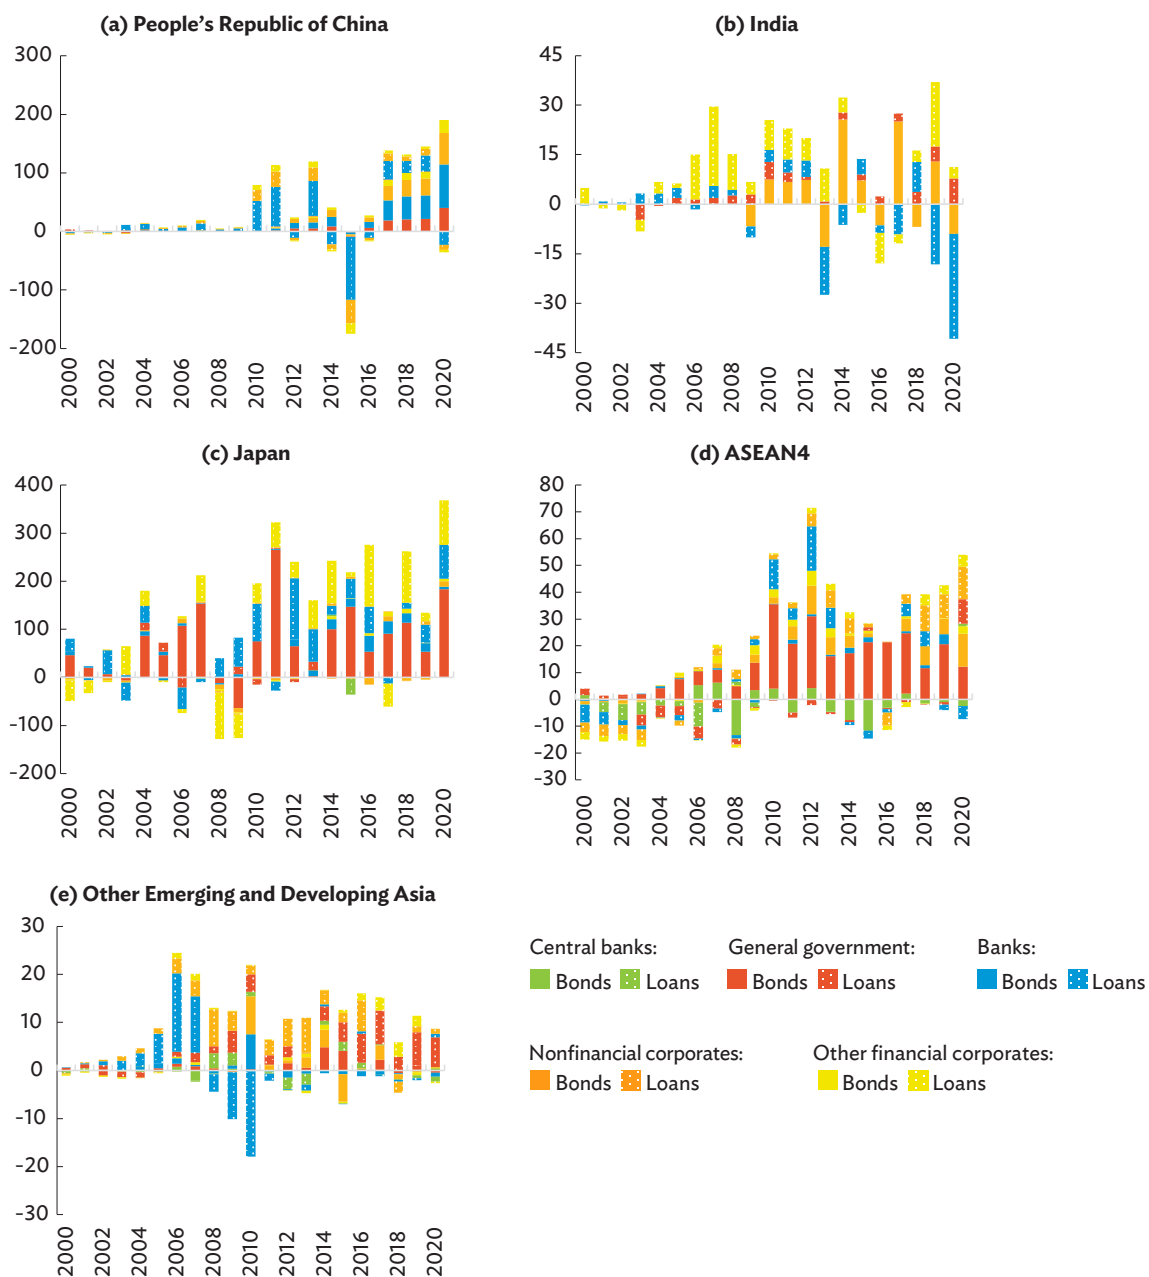 (a) People’s Republic of China
300
200
100
0
-100
-200
2000 2002 2004 2006 2008 2010 2012 2014 2016 2018 2020
(b) India
45
30
15
0
-15
-30
-45
2000 2002 2004 2006 2008 2010 2012 2014 2016 2018 2020
(c) Japan
400
300
200
100
0
-100
-200
2000 2002 2004 2006 2008 2010 2012 2014 2016 2018 2020
(d) ASEAN4
80
70
60
50
40
30
20
10
0
-10
-20
-30
2000 2002 2004 2006 2008 2010 2012 2014 2016 2018 2020
(e) Other Emerging and Developing Asia
30
20
10
0
-10
-20
-30
2000 2002 2004 2006 2008 2010 2012 2014 2016 2018 2020
Central banks: General government: Banks:
Bonds Loans Bonds Loans Bonds Loans
Nonfinancial corporates: Other financial corporates:
Bonds Loans Bonds Loans